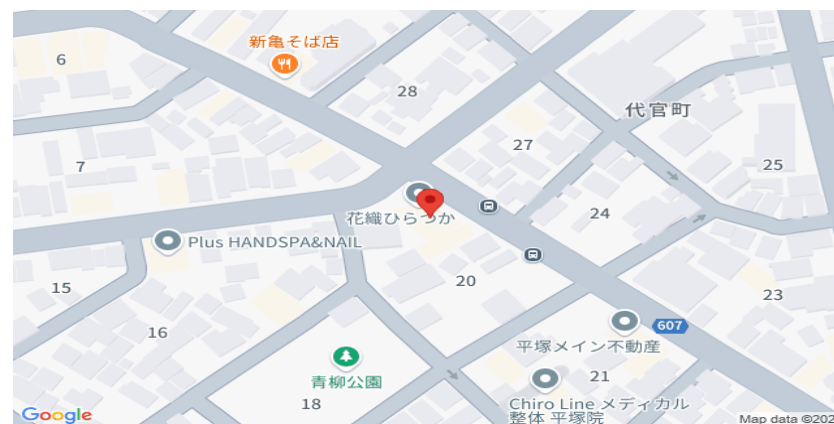 新亀そば店
6
28
代官町
27
25
7
花織ひらつか
24
Plus HANDSPA&NAIL
20
15
23
16
607
平塚メイン不動産
青柳公園
21
18
Chiro Line メディカル
整体 平塚院
Google
Map data ©202